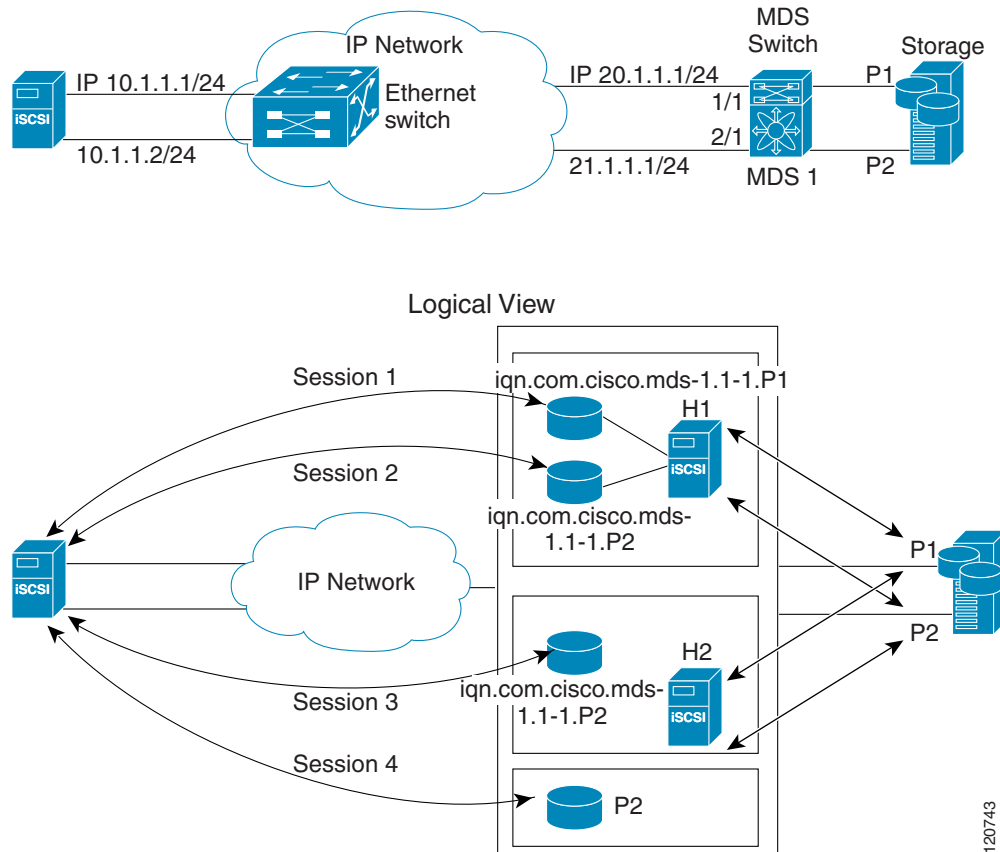 MDS
Switch
Storage
IP Network
IP 10.1.1.1/24
IP 20.1.1.1/24
P1
1/1
Ethernet
switch
iSCSI
2/1
10.1.1.2/24
21.1.1.1/24
MDS 1
P2
Logical View
Session 1
iqn.com.cisco.mds-1.1-1.P1
H1
Session 2
iSCSI
iqn.com.cisco.mds-
1.1-1.P2
P1
IP Network
iSCSI
P2
H2
Session 3
iqn.com.cisco.mds-
1.1-1.P2
iSCSI
Session 4
P2
120743